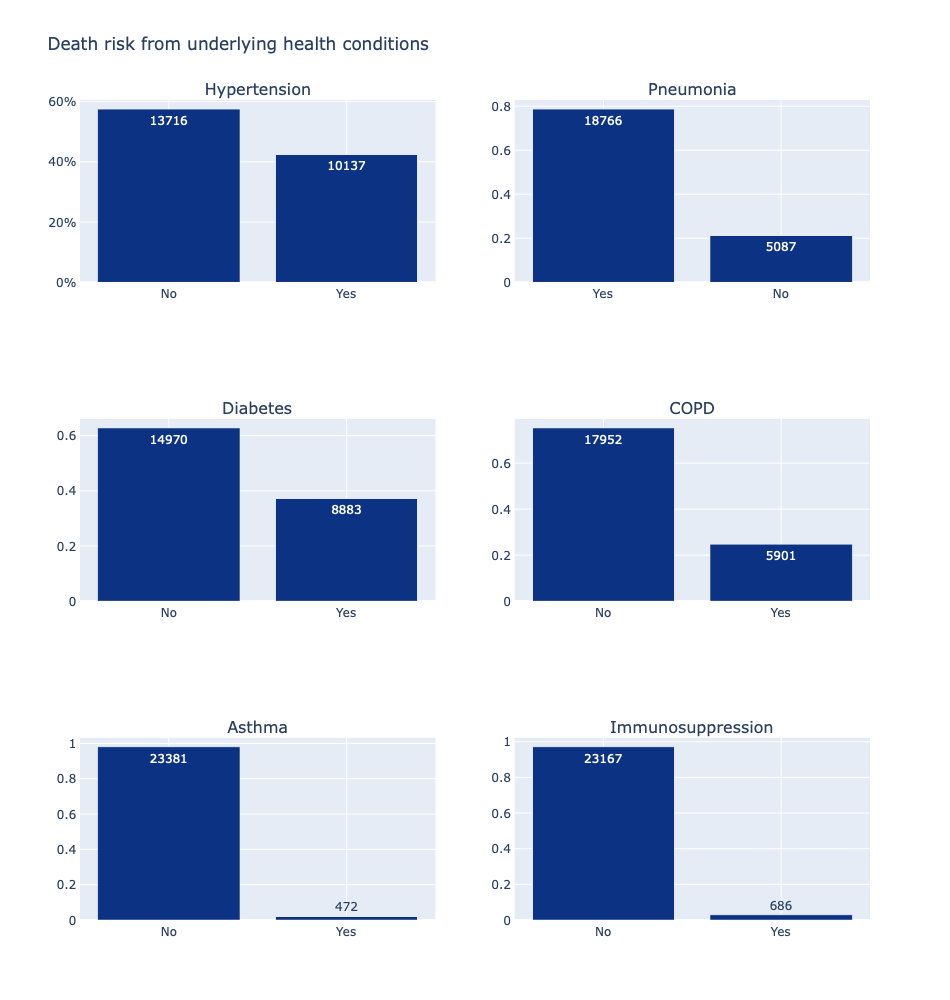 Death risk from underlying health conditions
Hypertension
60%
40%
20%
0%
13716
10137
No
Yes
Pneumonia
0.8
0.6
0.4
0.2
0
18766
5087
Yes
No
Diabetes
0.6
0.4
0.2
0
14970
8883
No
Yes
COPD
0.6
0.4
0.2
0
17952
5901
No
Yes
Asthma
1
0.8
0.6
0.4
0.2
0
23381
472
No
Yes
Immunosuppression
1
0.8
0.6
0.4
0.2
0
23167
686
No
Yes